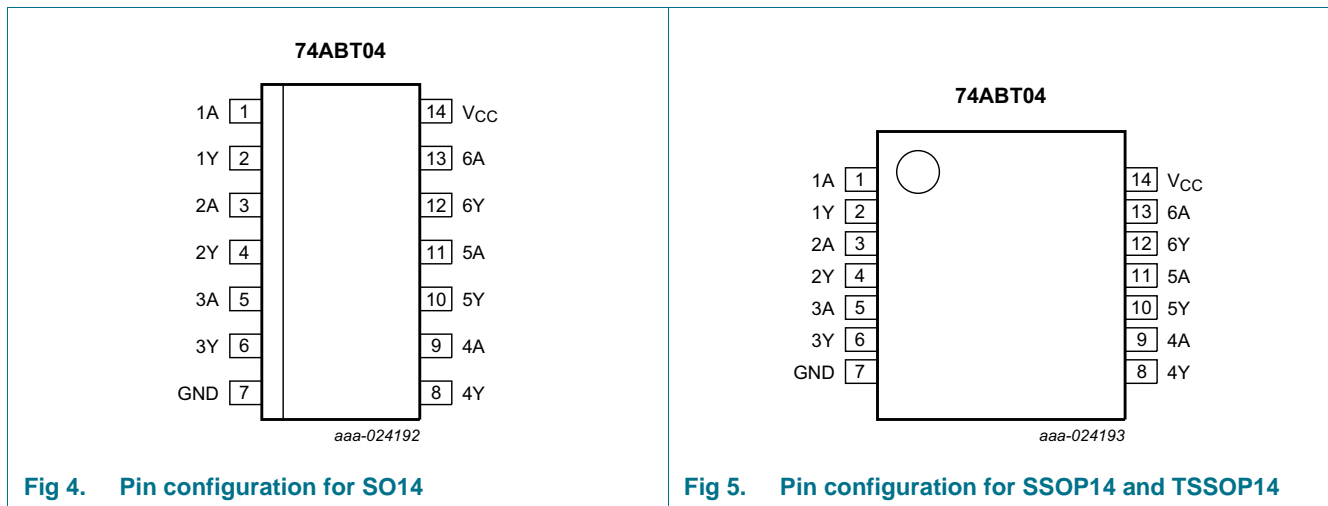 74ABT04
1A 1 14 VCC
1Y 2 13 6A
2A 3 12 6Y
2Y 4 11 5A
3A 5 10 5Y
3Y 6 9 4A
GND 7 8 4Y
aaa-024192
Fig 4. Pin configuration for SO14
74ABT04
1A 1 14 VCC
1Y 2 13 6A
2A 3 12 6Y
2Y 4 11 5A
3A 5 10 5Y
3Y 6 9 4A
GND 7 8 4Y
aaa-024193
Fig 5. Pin configuration for SSOP14 and TSSOP14